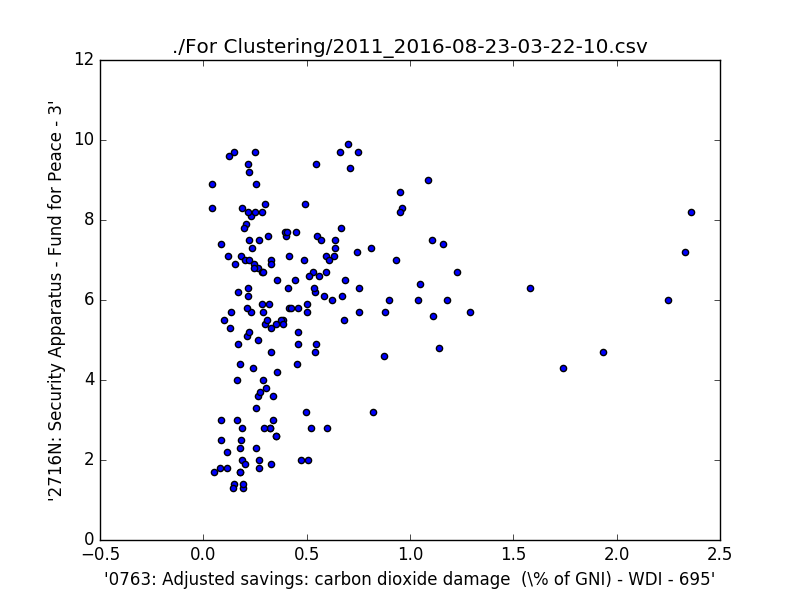 ./For Clustering/2011_2016-08-23-03-22-10.csv
12
10
8
6
4
2
0
'2716N: Security Apparatus - Fund for Peace - 3'
−0.5 0.0 0.5 1.0 1.5 2.0 2.5
'0763: Adjusted savings: carbon dioxide damage (\% of GNI) - WDI - 695'